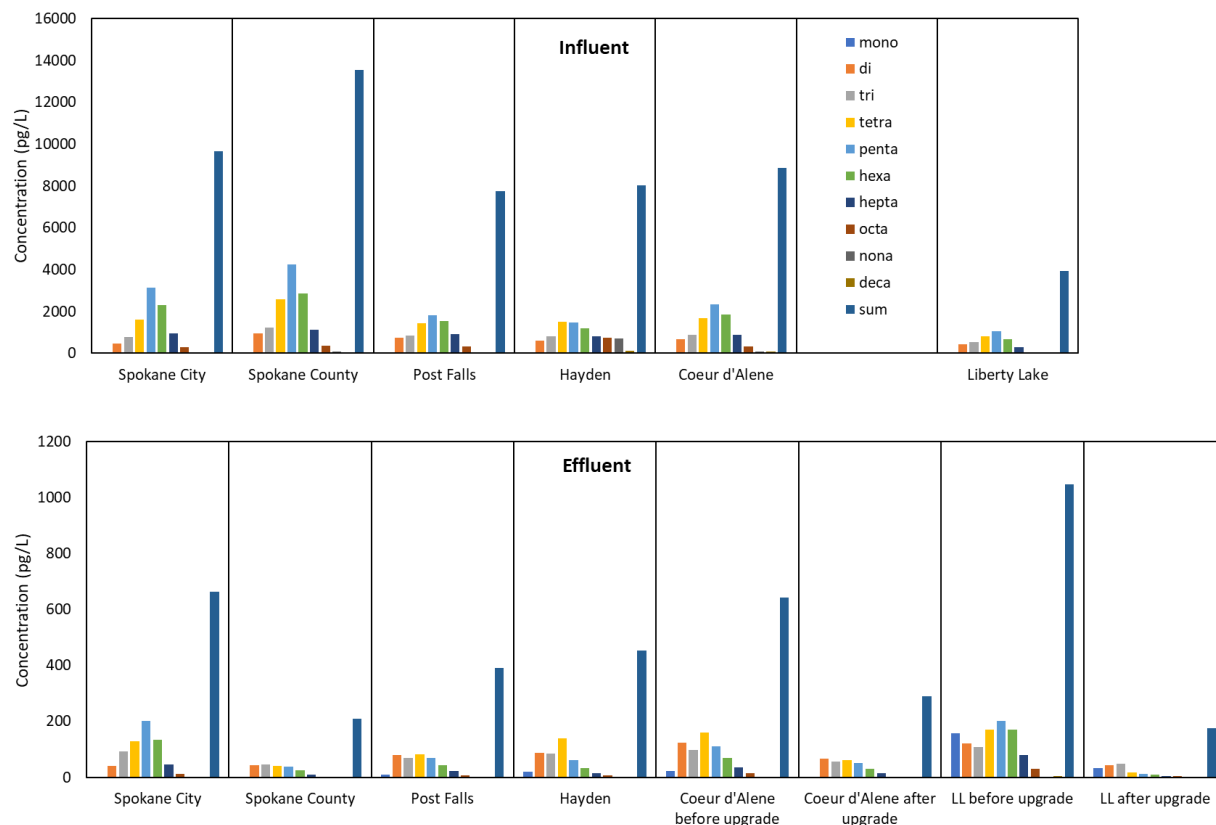 Influent
Concentration (pg/L)
16000
14000
12000
10000
8000
6000
4000
2000
0
mono
di
tri
tetra
penta
hexa
hepta
octa
nona
deca
sum
Spokane City
Spokane County
Post Falls
Hayden
Coeur d'Alene
Liberty Lake
Effluent
Concentration (pg/L)
1200
1000
800
600
400
200
0
Spokane City
Spokane County
Post Falls
Hayden
Coeur d'Alene
before upgrade
Coeur d'Alene after
upgrade
LL before upgrade
LL after upgrade